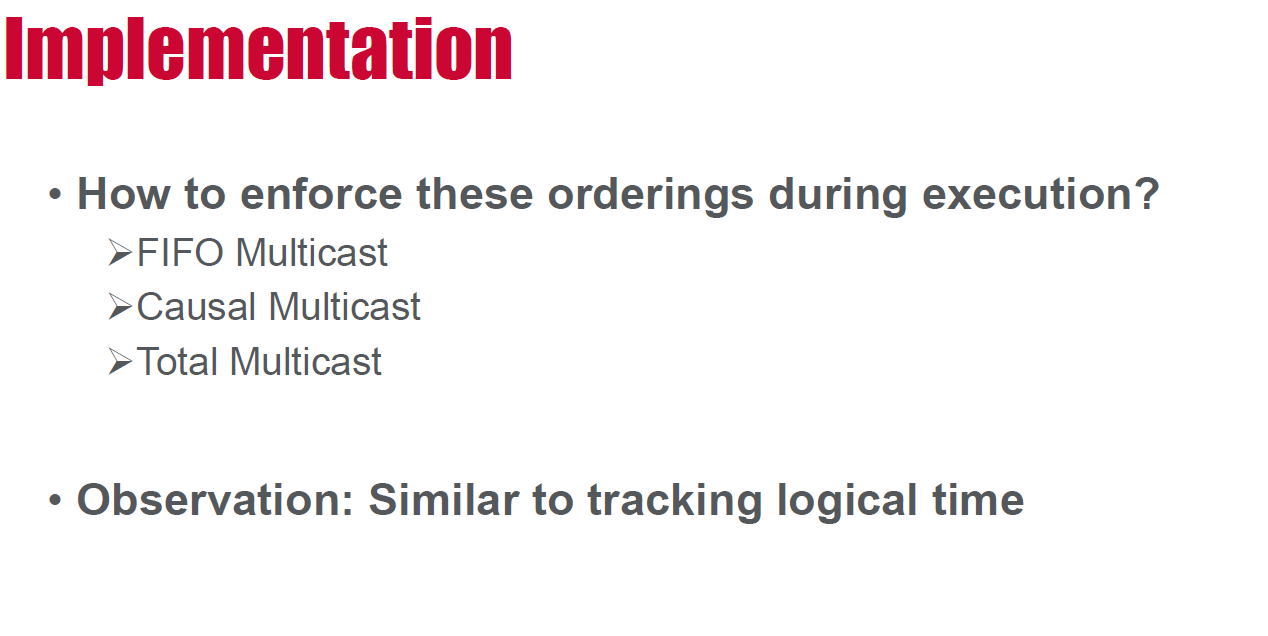 Implementation
• How to enforce these orderings during execution?
➢FIFO Multicast
➢Causal Multicast
➢Total Multicast
• Observation: Similar to tracking logical time